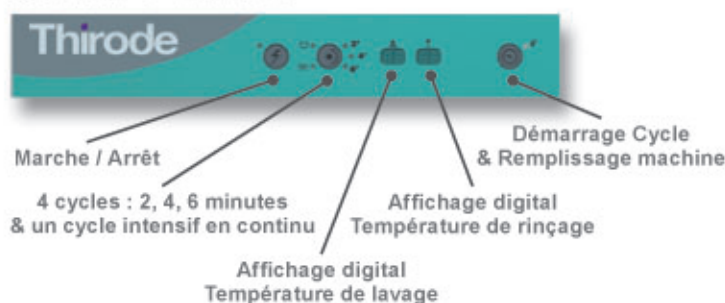 Thirode
Marche / Arrêt
4 cycles : 2, 4, 6 minutes
& un cycle intensif en continu
Affichage digital
Température de lavage
Affichage digital
Température de rinçage
Démarrage Cycle
& Remplissage machine